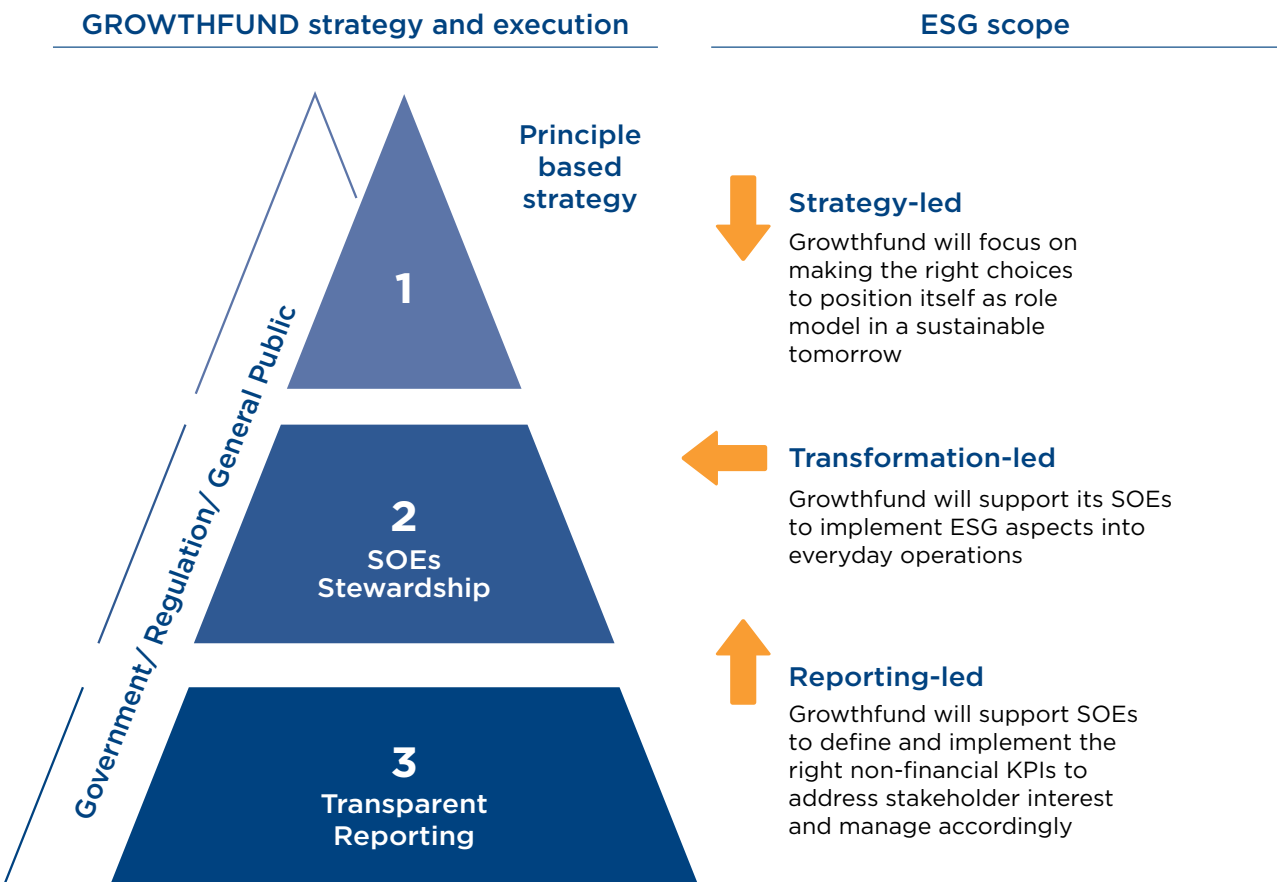 GROWTHFUND strategy and execution
ESG scope
Principle
based
strategy
1
Government/ Regulation/ General Public
2
SOEs
Stewardship
3
Transparent
Reporting
Strategy-led
Growthfund will focus on
making the right choices
to position itself as role
model in a sustainable
tomorrow
Transformation-led
Growthfund will support its SOEs
to implement ESG aspects into
everyday operations
Reporting-led
Growthfund will support SOEs
to define and implement the
right non-financial KPIs to
address stakeholder interest
and manage accordingly